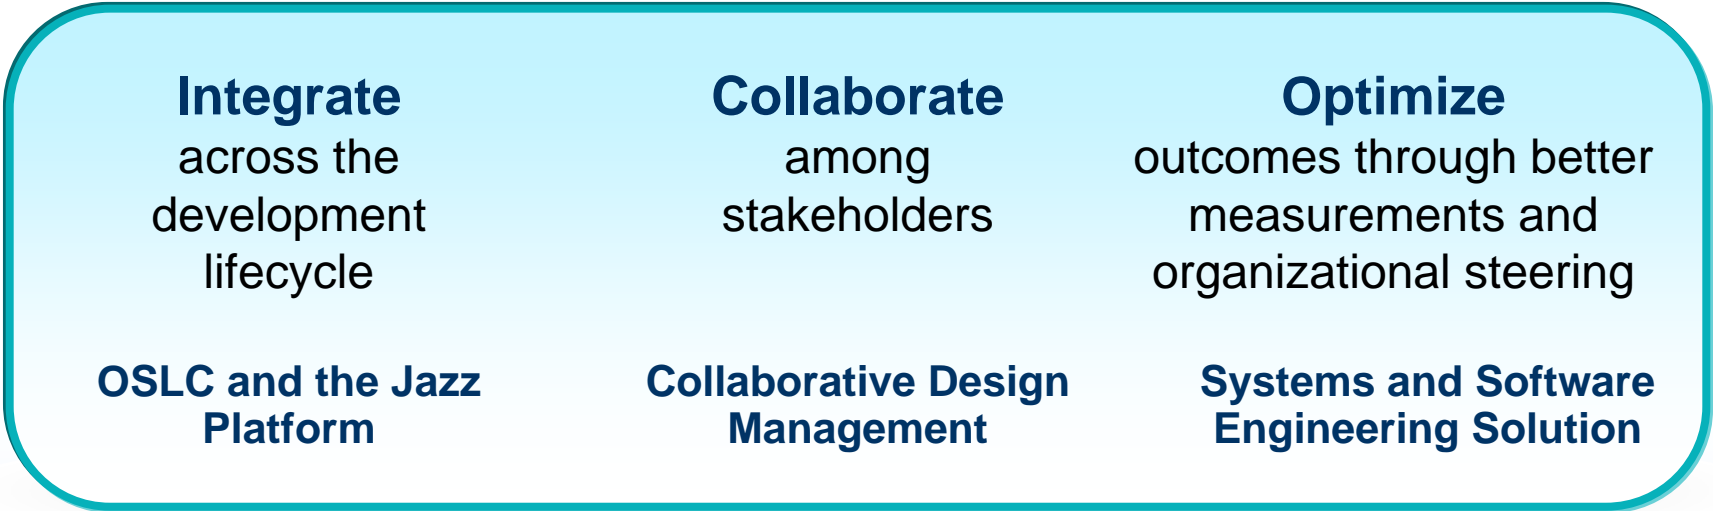 Integrate
across the
development
lifecycle
OSLC and the Jazz
Platform
Collaborate
among
stakeholders
Collaborative Design
Management
Optimize
outcomes through better
measurements and
organizational steering
Systems and Software
Engineering Solution